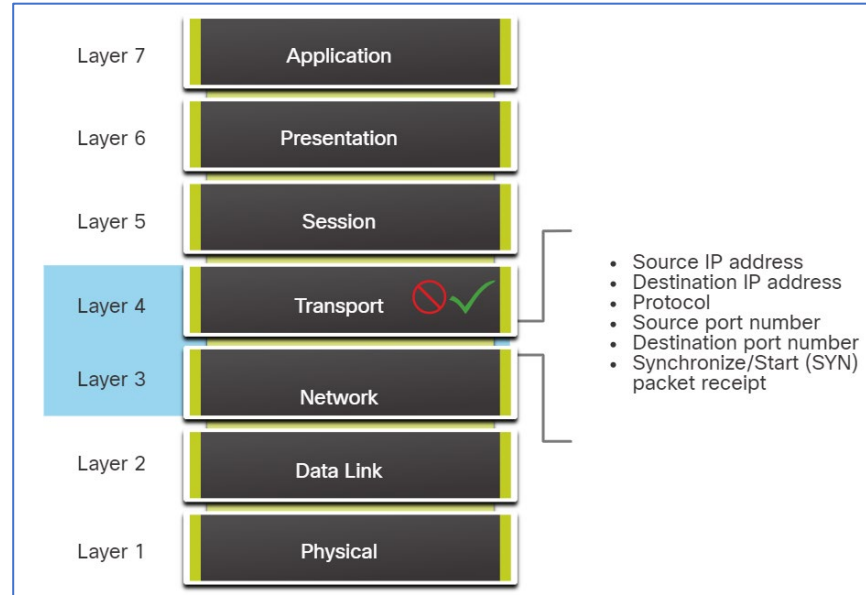 Layer 7
Application
Layer 6
Presentation
Layer 5
Session
Layer 4
Transport
Layer 3
Network
Layer 2
Data Link
Layer 1
Physical
• Source IP address
• Destination IP address
• Protocol
• Source port number
• Destination port number
• Synchronize/Start (SYN)
packet receipt